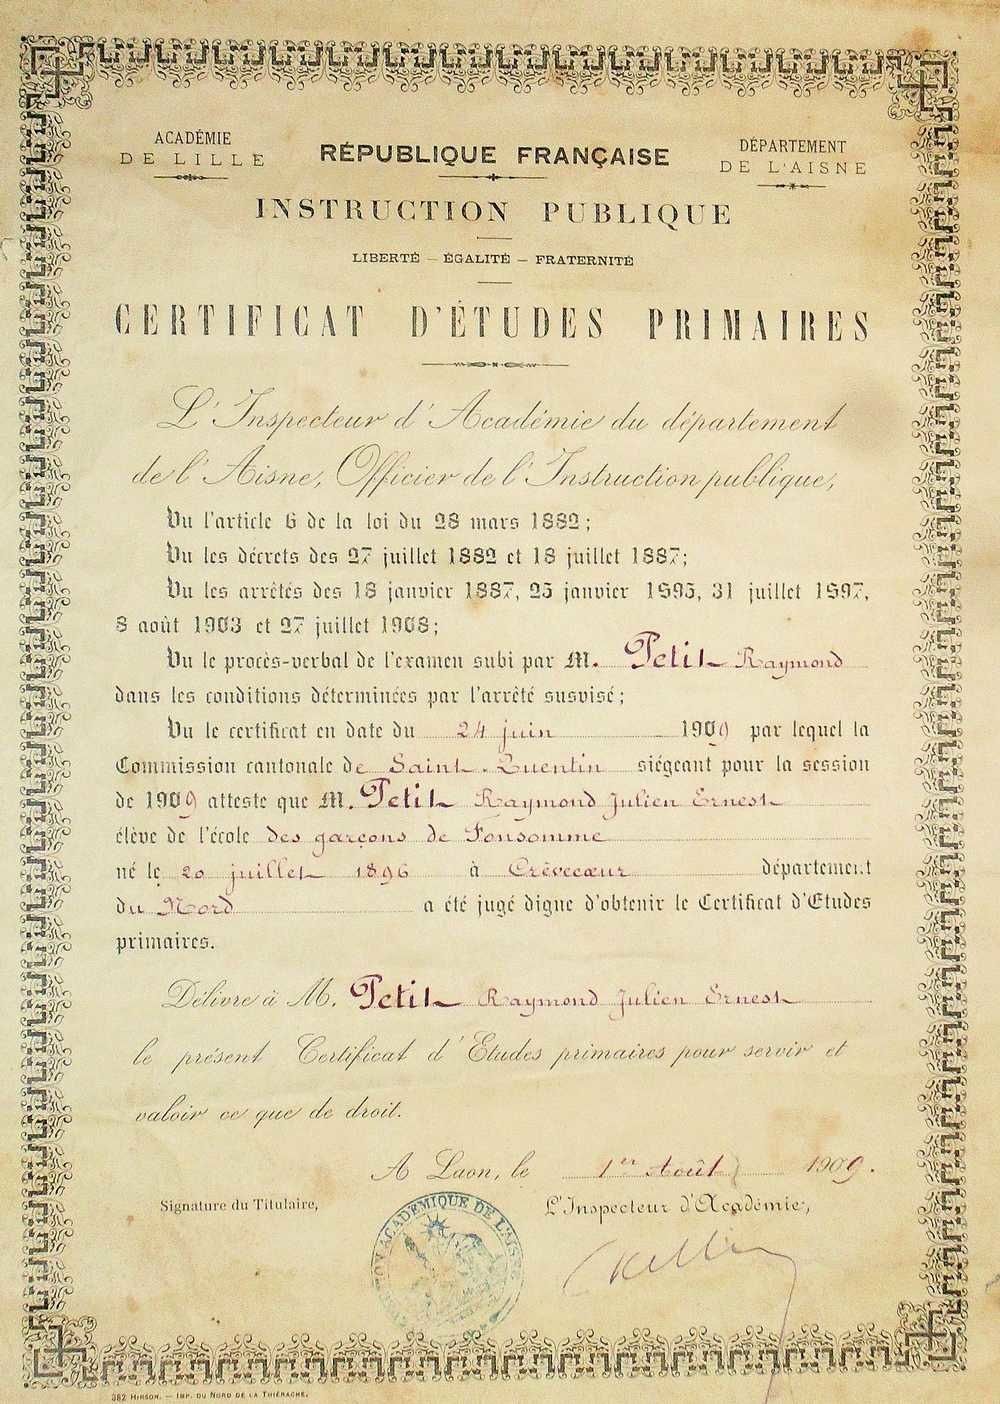 ACADÉMIE
DE LILLE
RÉPUBLIQUE FRANÇAISE
DÉPARTEMENT
DE L'AISNE
INSTRUCTION PUBLIQUE
LIBERTÉ – ÉGALITÉ – FRATERNITÉ
CERTIFICAT D'ÉTUDES PRIMAIRES
L'Inspecteur d'Académie du département
de l'Aisne, Officier de l'Instruction publique,
Vu l'article 6 de la loi du 28 mars 1882;
Vu les décrets des 27 juillet 1882 et 18 juillet 1887;
Vu les arrêtés des 18 janvier 1887, 25 janvier 1895, 31 juillet 1897,
8 août 1903 et 27 juillet 1908;
Vu le procès-verbal de l'examen subi par M. Petit Raymond
dans les conditions déterminées par l'arrêté susvisé;
Vu le certificat en date du 24 juin 1909 par lequel la
Commission cantonale de Saint-Quentin siégeant pour la session
de 1909 atteste que M. Petit Raymond Julien Ernest
élève de l'école des garçons de Fonsomme
né le 20 juillet 1896 à Crèvecœur département
du Nord a été jugé digne d'obtenir le Certificat d'Etudes
primaires.
Délivré à M. Petit Raymond Julien Ernest
le présent Certificat d'Etudes primaires pour servir et
valoir ce que de droit.
A Laon, le 1er Août 1909.
Signature du Titulaire,
L'Inspecteur d'Académie,
ACADÉMIQUE DE L'AISNE
382 HIRSON. — IMP. DU NORD DE LA THIÉRACHE.